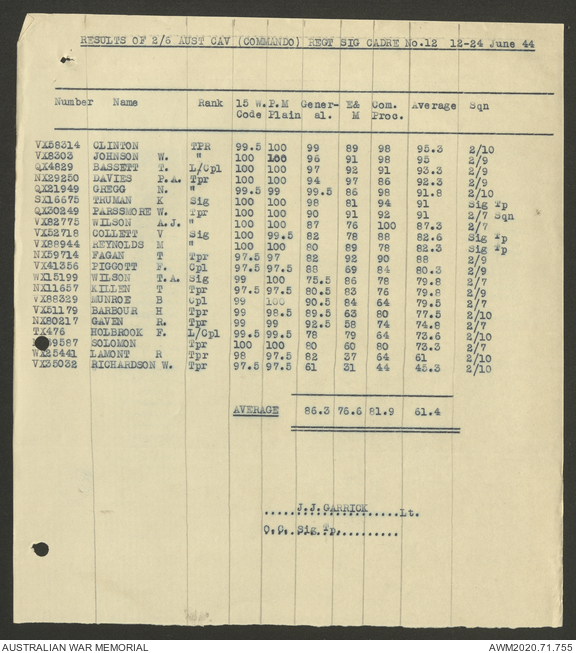 RESULTS OF 2/6 AUST CAV (COMMANDO) REGT SIG CADRE No.12 12-24 June 44
Number Name Rank 15 W.P.M Gener- E& Com. Average Sqn
Code Plain al. M Proc.
VX58314 CLINTON TPR 99.5 100 99 89 98 95.3 2/10
VX8303 JOHNSON W. " 100 100 96 91 98 95 2/9
QX4829 BASSETT T. L/Cpl 100 100 97 92 91 93.3 2/9
NX29250 DAVIES P.A. Tpr 100 100 94 97 86 92.3 2/9
QX21949 GREGG N. " 99.5 99 99.5 86 98 91.8 2/10
SX16675 TRUMAN K Sig 100 100 98 81 94 91 Sig Tp
QX30249 PARSSMORE W. Tpr 100 100 90 91 92 91 2/7 Sqn
VX82775 WILSON A.J. " 100 100 87 76 100 87.3 2/7
VX52718 COLLETT V Sig 100 99.5 82 78 88 82.6 Sig Tp
VX88944 REYNOLDS M " 100 100 80 89 78 82.3 Sig Tp
NX59714 FAGAN T Tpr 97.5 97 82 92 90 88 2/9
VX41356 PIGGOTT F. Cpl 97.5 97.5 88 69 84 80.3 2/9
WX15199 WILSON T.A. Sig 99 100 75.5 86 78 79.8 2/7
NX11657 KILLEN T Tpr 97.5 97.5 80.5 83 76 79.8 2/9
VX88329 MUNROE B Cpl 99 100 90.5 84 64 79.5 2/7
VX51179 BARBOUR H Tpr 99 98.5 89.5 63 80 77.5 2/10
NX80217 GAVEN R. Tpr 99 99 92.5 58 74 74.8 2/7
TX476 HOLBROOK F. L/Cpl 99.5 99.5 78 79 64 73.6 2/10
59587 SOLOMON Tpr 100 100 80 60 80 73.3 2/7
WX25441 LAMONT R Tpr 98 97.5 82 37 64 61 2/10
VX35032 RICHARDSON W. Tpr 97.5 97.5 61 31 44 45.3 2/10
AVERAGE 86.3 76.6 81.9 61.4
J.J. GARRICK Lt.
O.C. Sig Tp.
AUSTRALIAN WAR MEMORIAL AWM2020.71.755